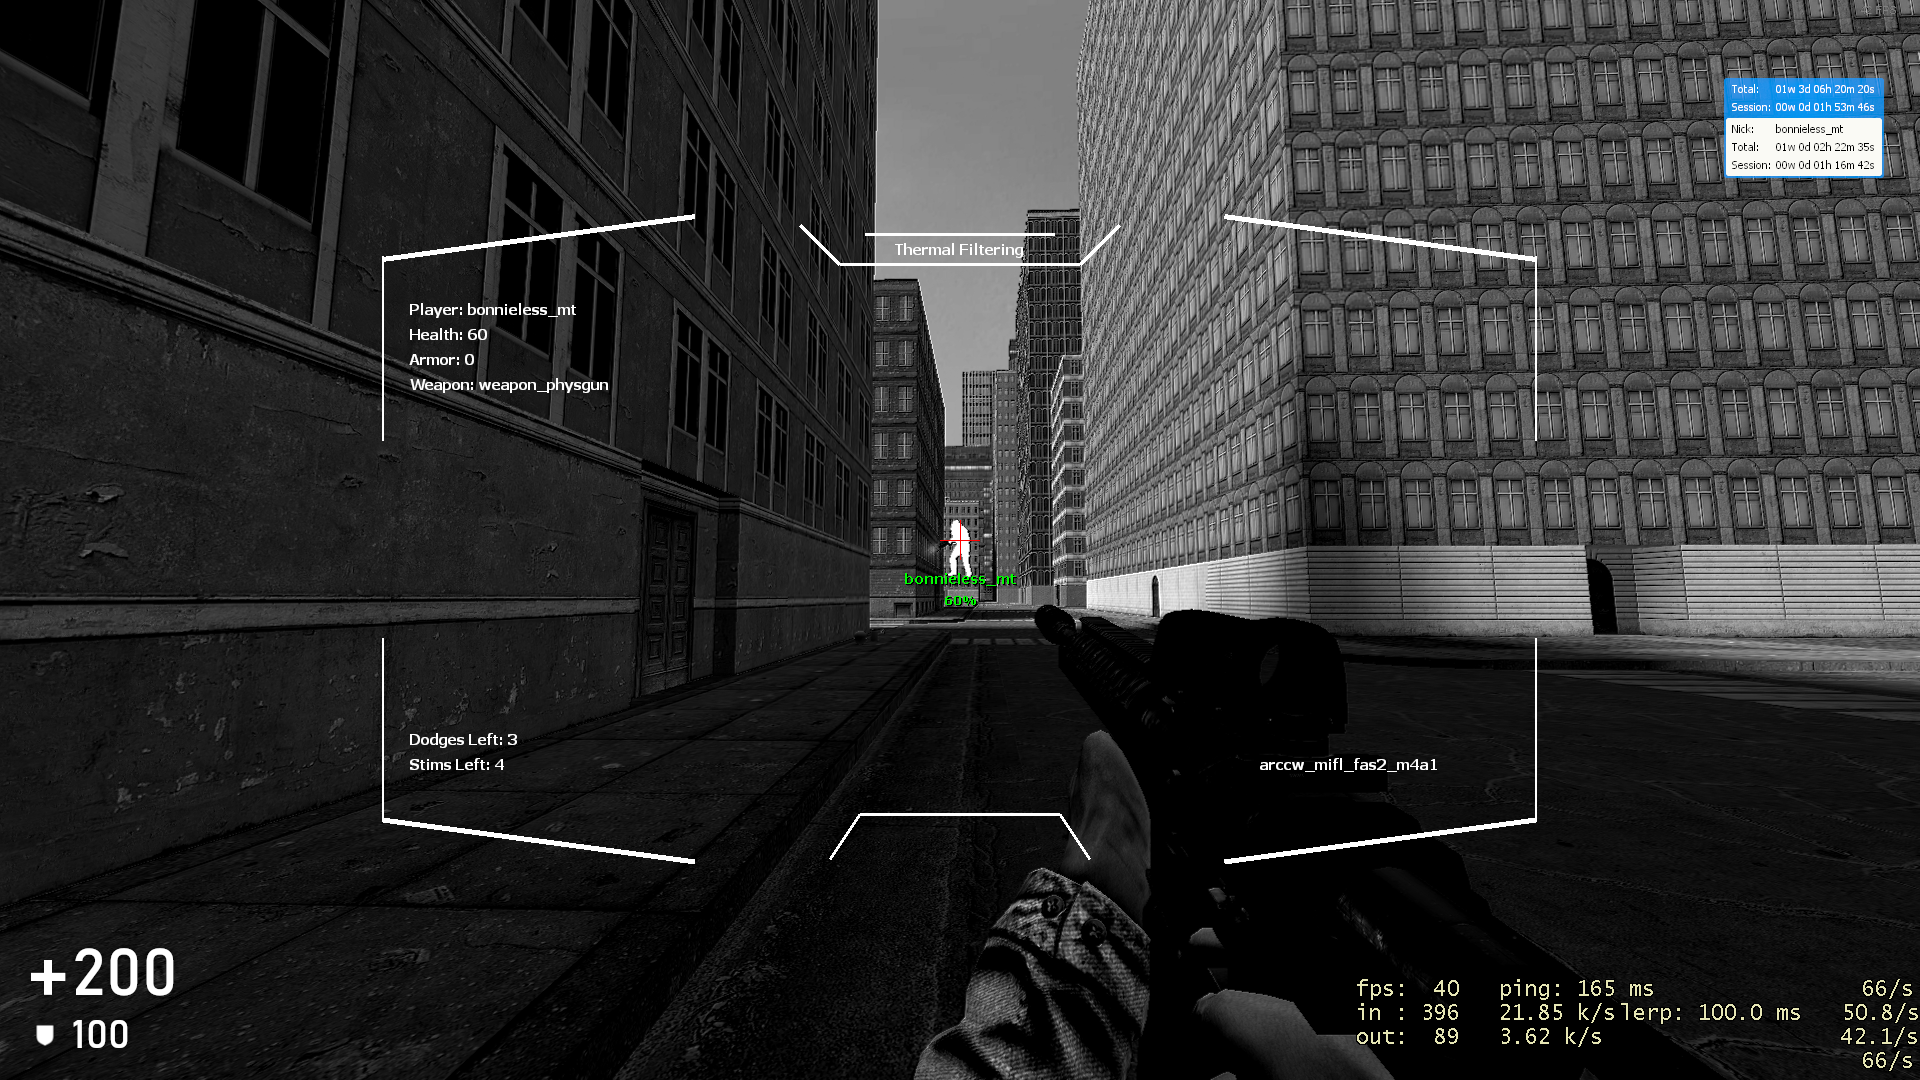 Total: 01w 3d 06h 20m 20s
Session: 00w 0d 01h 53m 46s
Nick: bonnieless_mt
Total: 01w 0d 02h 22m 35s
Session: 00w 0d 01h 16m 42s
Thermal Filtering
Player: bonnieless_mt
Health: 60
Armor: 0
Weapon: weapon_physgun
bonnieless_mt
60%
Dodges Left: 3
Stims Left: 4
arccw_mifl_fas2_m4a1
+200
100
fps: 40 ping: 165 ms 66/s
in : 396 21.85 k/s lerp: 100.0 ms 50.8/s
out: 89 3.62 k/s 42.1/s
66/s